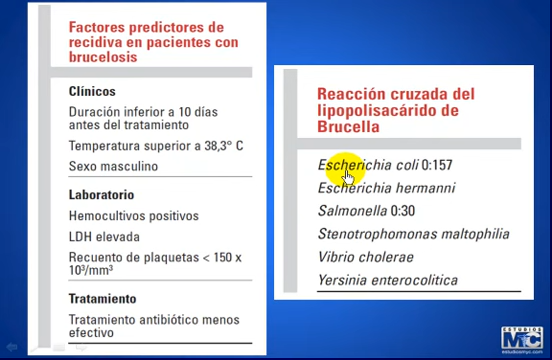 Factores predictores de
recidiva en pacientes con
brucelosis
Clínicos
Duración inferior a 10 días
antes del tratamiento
Temperatura superior a 38,3° C
Sexo masculino
Laboratorio
Hemocultivos positivos
LDH elevada
Recuento de plaquetas < 150 x
10³/mm³
Tratamiento
Tratamiento antibiótico menos
efectivo
Reacción cruzada del
lipopolisacárido de
Brucella
Escherichia coli 0:157
Escherichia hermanni
Salmonella 0:30
Stenotrophomonas maltophilia
Vibrio cholerae
Yersinia enterocolitica
ESTUDIOS
MyC
estudiosmyc.com